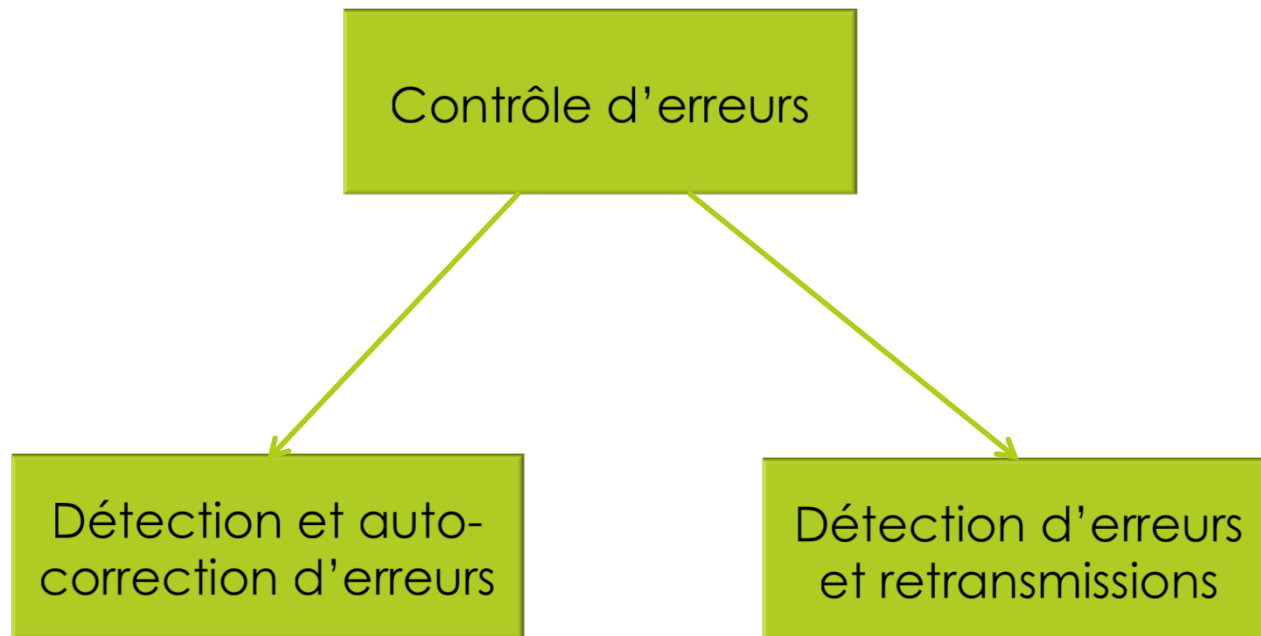 Contrôle d’erreurs
Détection et auto-
correction d’erreurs
Détection d’erreurs
et retransmissions